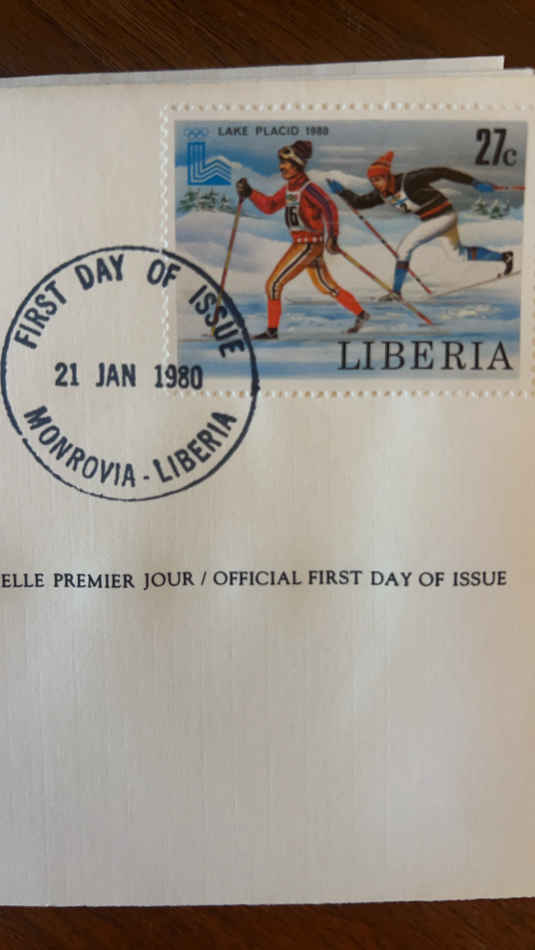 LAKE PLACID 1980
27c
16
LIBERIA
FIRST DAY OF ISSUE
21 JAN 1980
MONROVIA - LIBERIA
ELLE PREMIER JOUR / OFFICIAL FIRST DAY OF ISSUE